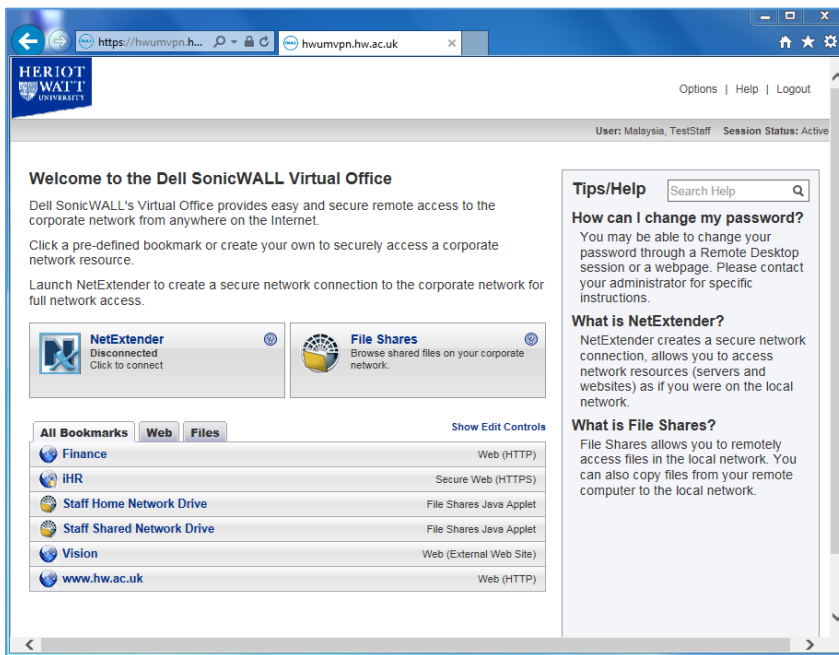 https://hwumvpn.h...
hwumvpn.hw.ac.uk
HERIOT
WATT
UNIVERSITY
Options | Help | Logout
User: Malaysia, TestStaff Session Status: Active
Welcome to the Dell SonicWALL Virtual Office
Dell SonicWALL's Virtual Office provides easy and secure remote access to the
corporate network from anywhere on the Internet.
Click a pre-defined bookmark or create your own to securely access a corporate
network resource.
Launch NetExtender to create a secure network connection to the corporate network for
full network access.
NetExtender
Disconnected
Click to connect
File Shares
Browse shared files on your corporate
network.
All Bookmarks Web Files Show Edit Controls
Finance Web (HTTP)
iHR Secure Web (HTTPS)
Staff Home Network Drive File Shares Java Applet
Staff Shared Network Drive File Shares Java Applet
Vision Web (External Web Site)
www.hw.ac.uk Web (HTTP)
Tips/Help Search Help
How can I change my password?
You may be able to change your
password through a Remote Desktop
session or a webpage. Please contact
your administrator for specific
instructions.
What is NetExtender?
NetExtender creates a secure network
connection, allows you to access
network resources (servers and
websites) as if you were on the local
network.
What is File Shares?
File Shares allows you to remotely
access files in the local network. You
can also copy files from your remote
computer to the local network.